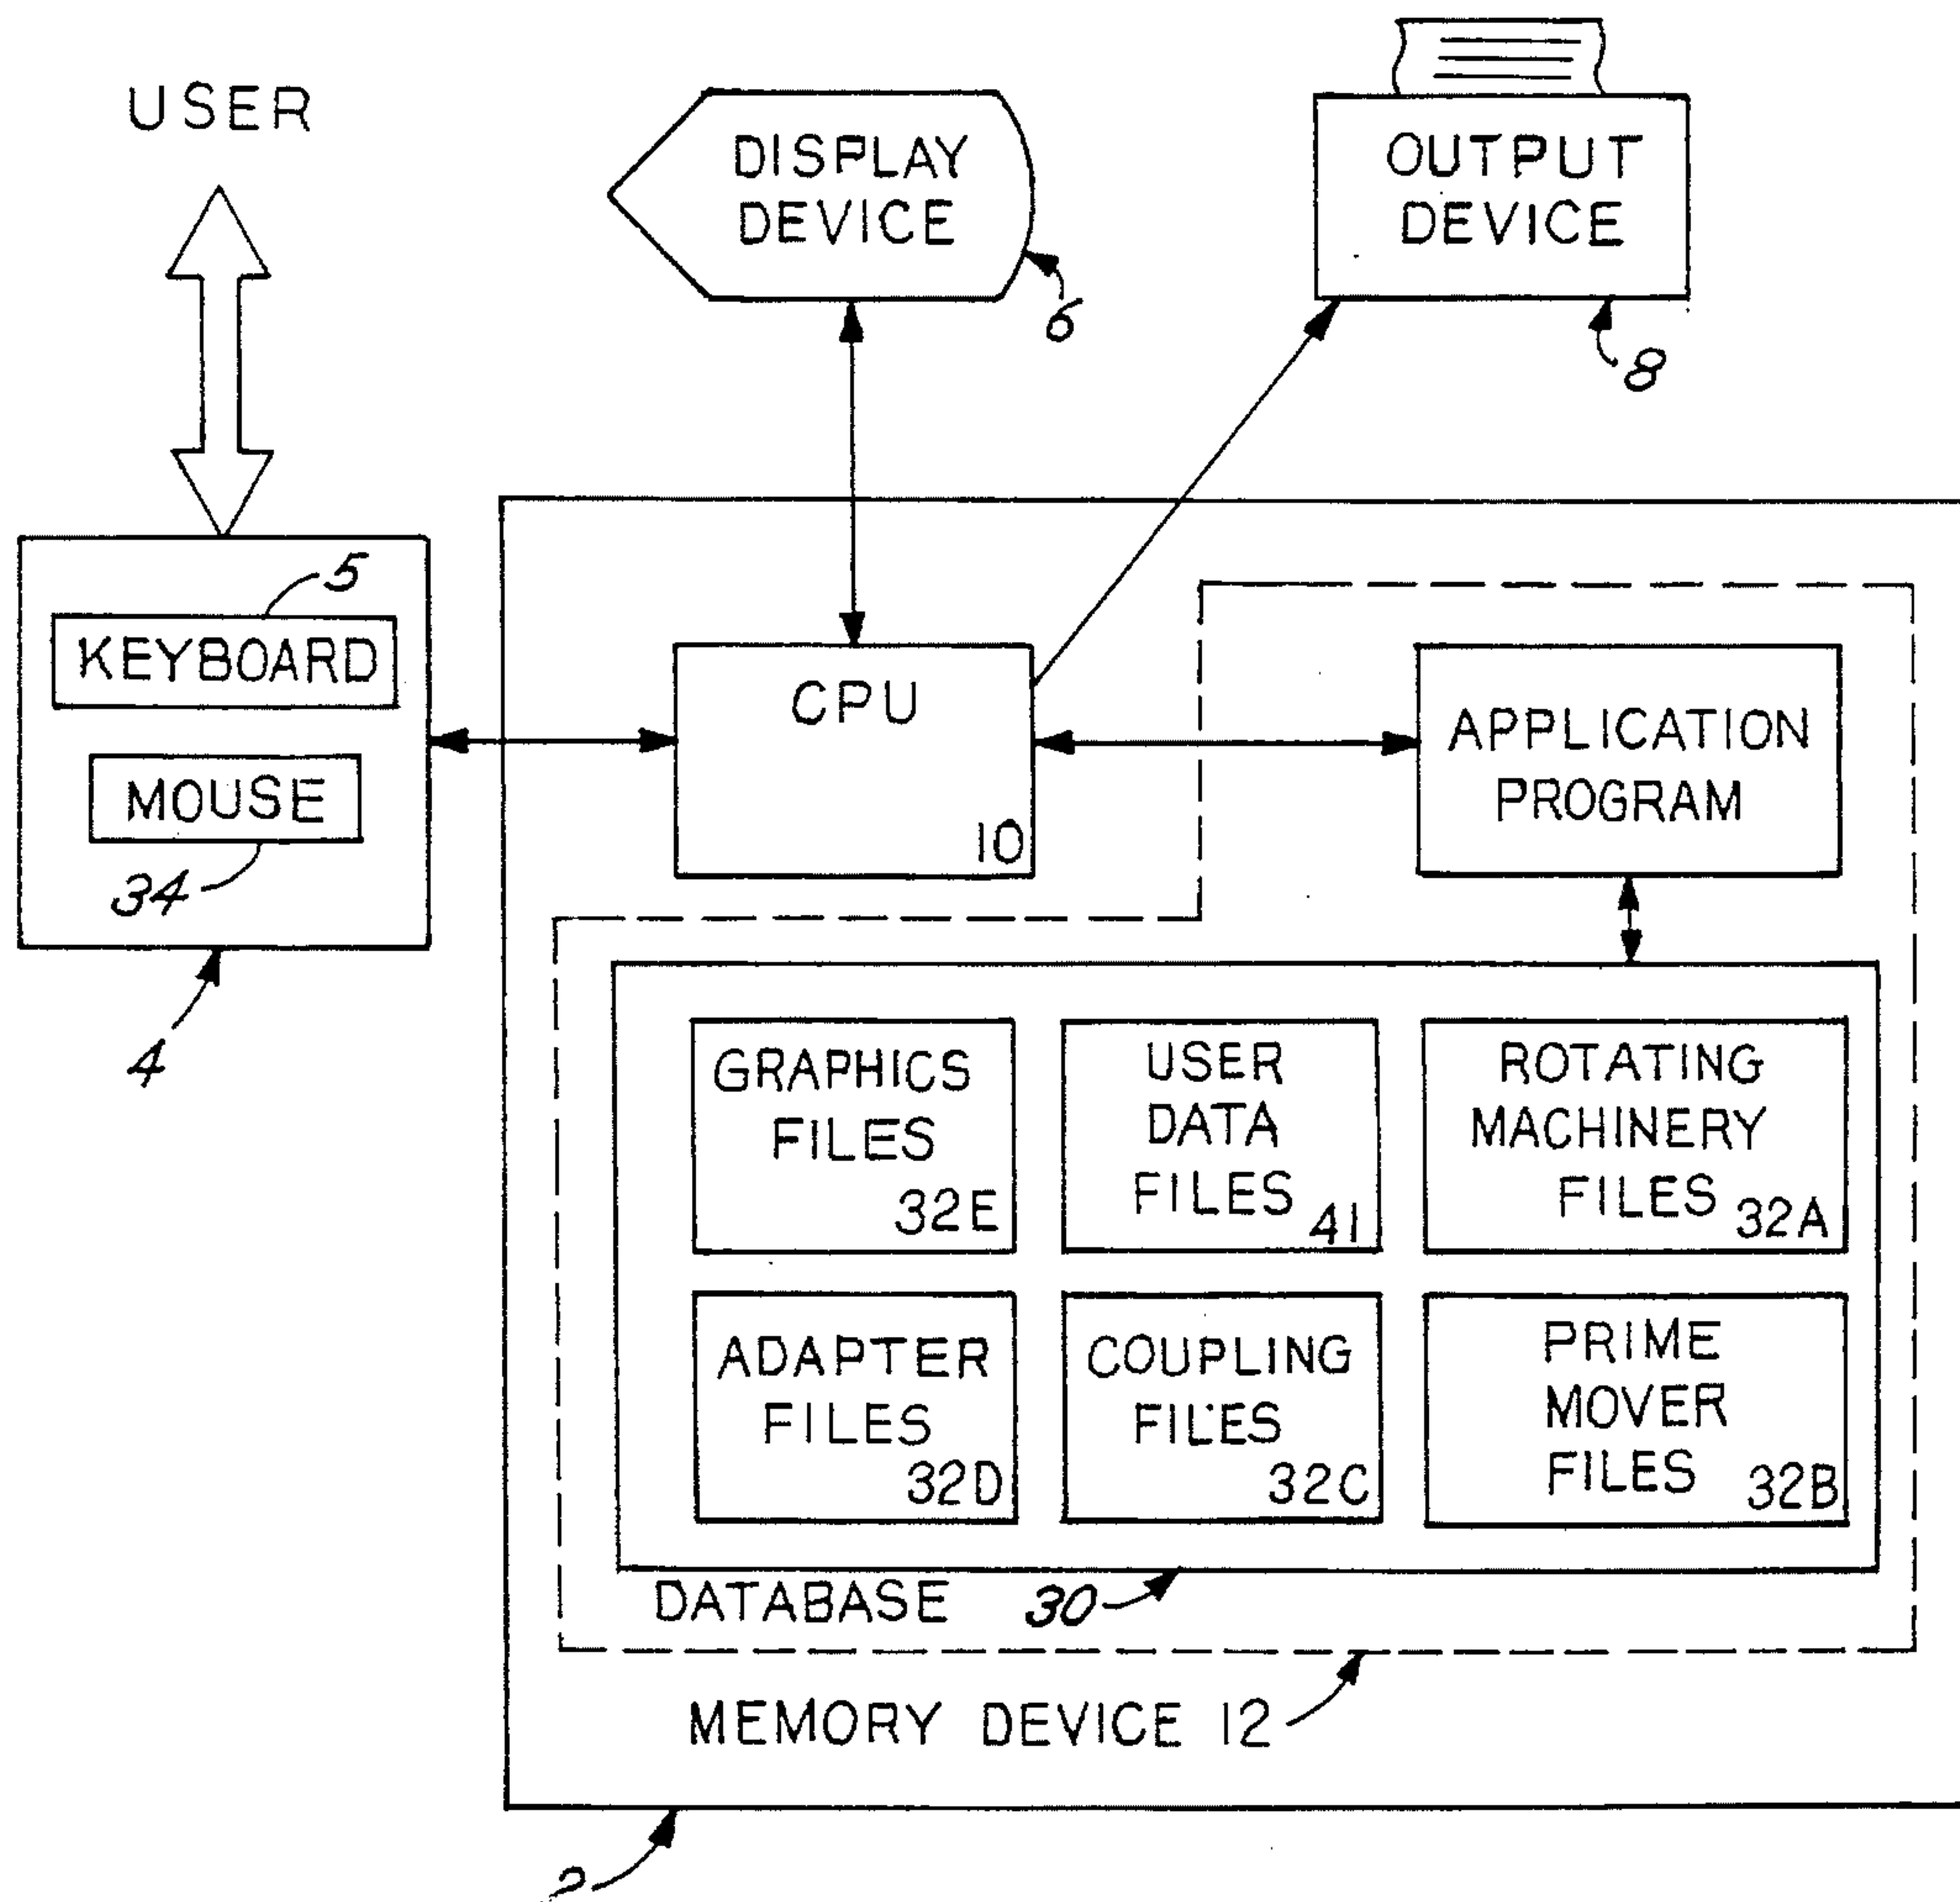 USER
DISPLAY
DEVICE
6
OUTPUT
DEVICE
8
5
KEYBOARD
MOUSE
34
4
CPU
10
APPLICATION
PROGRAM
GRAPHICS
FILES
32E
USER
DATA
FILES
41
ROTATING
MACHINERY
FILES
32A
ADAPTER
FILES
32D
COUPLING
FILES
32C
PRIME
MOVER
FILES
32B
DATABASE 30
MEMORY DEVICE 12
2